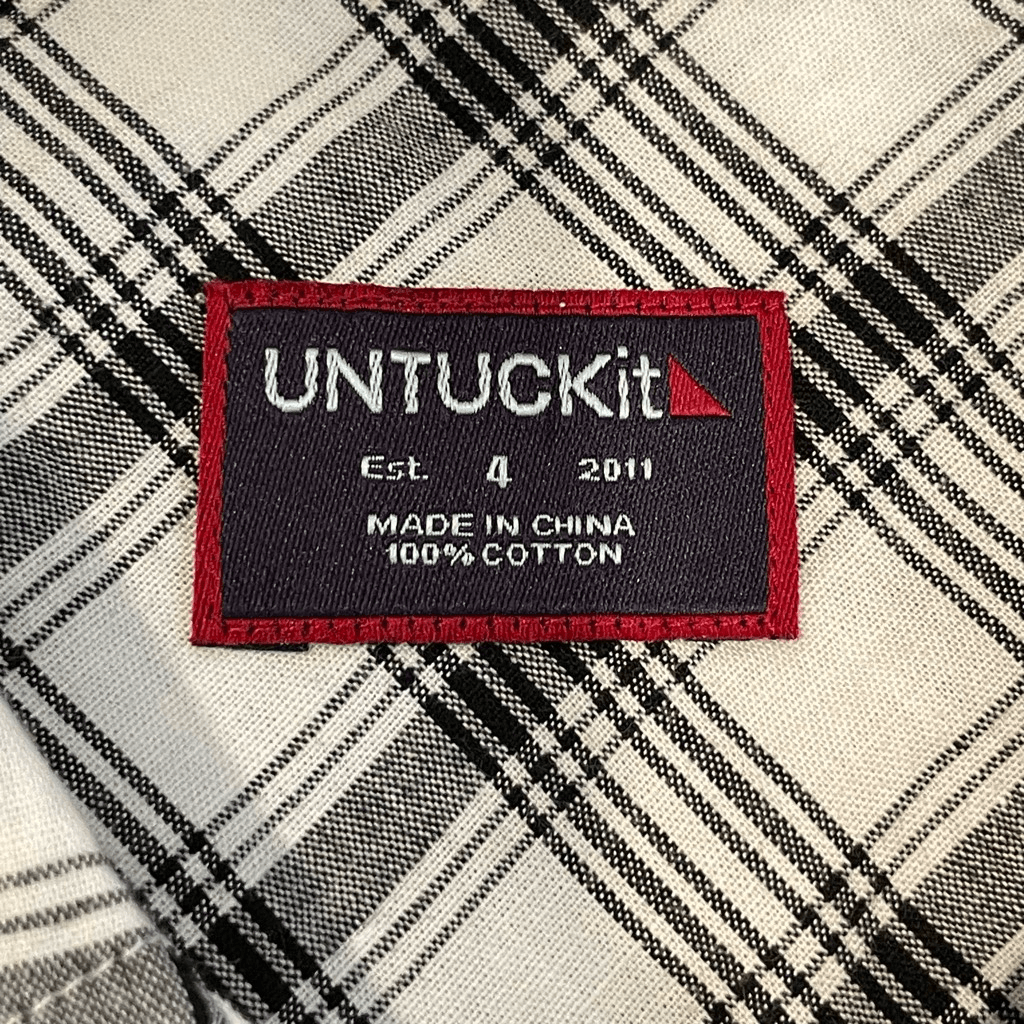 UNTUCKit
Est. 4 2011
MADE IN CHINA
100% COTTON